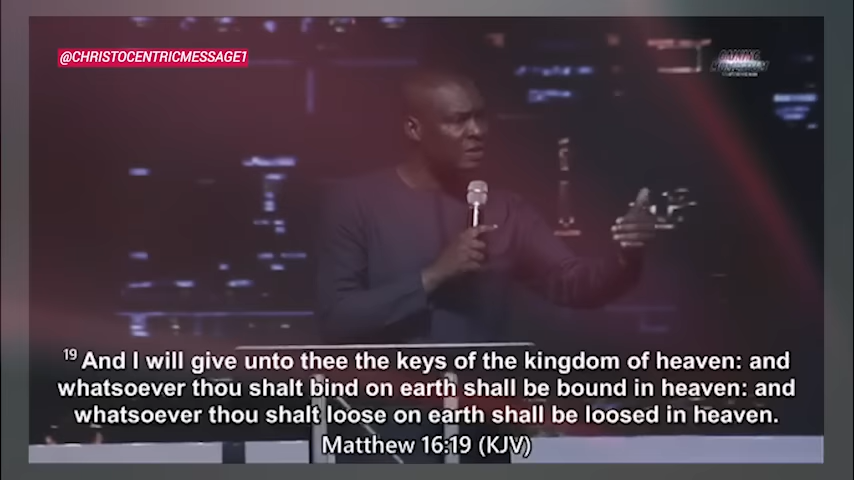 @CHRISTOCENTRICMESSAGE1
19 And I will give unto thee the keys of the kingdom of heaven: and
whatsoever thou shalt bind on earth shall be bound in heaven: and
whatsoever thou shalt loose on earth shall be loosed in heaven.
Matthew 16:19 (KJV)